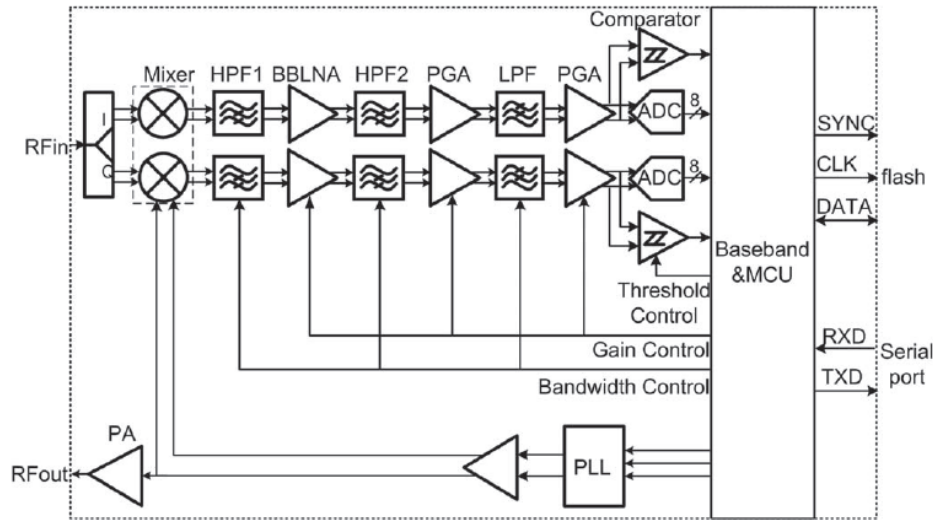 Comparator
Mixer HPF1 BBLNA HPF2 PGA LPF PGA
I
ADC 8
SYNC
RFin
Q
ADC 8
CLK
flash
DATA
Baseband
&MCU
Threshold
Control
Gain Control
RXD
Serial
port
Bandwidth Control
TXD
PA
RFout
PLL